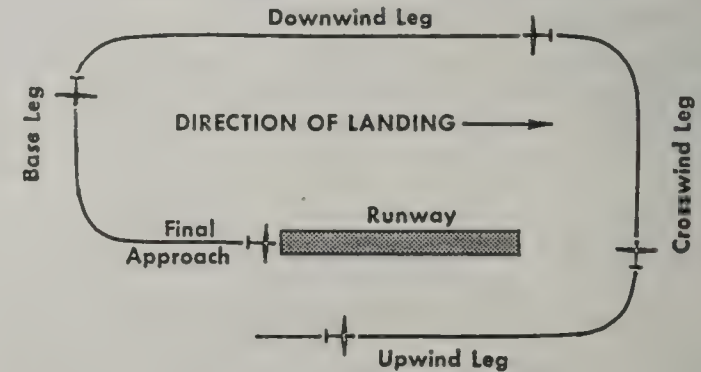 Downwind Leg
Base Leg
DIRECTION OF LANDING
Crosswind Leg
Runway
Final
Approach
Upwind Leg